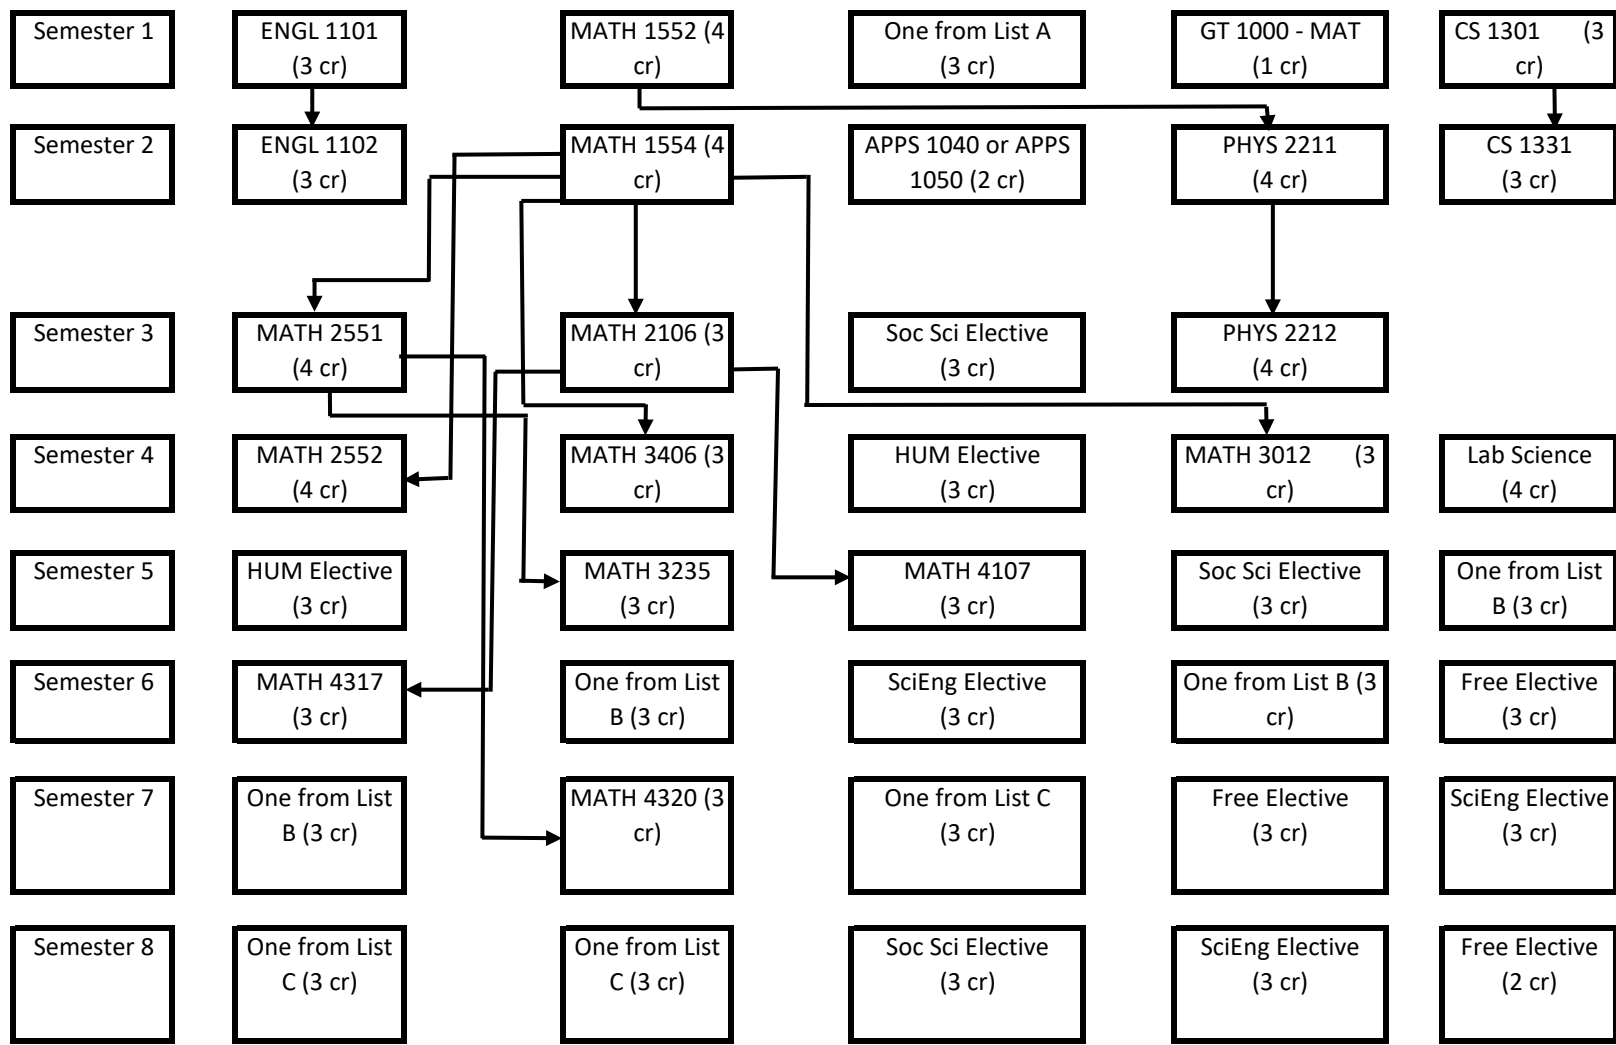 Semester 1
ENGL 1101
(3 cr)
MATH 1552 (4
cr)
One from List A
(3 cr)
GT 1000 - MAT
(1 cr)
CS 1301 (3
cr)
Semester 2
ENGL 1102
(3 cr)
MATH 1554 (4
cr)
APPS 1040 or APPS
1050 (2 cr)
PHYS 2211
(4 cr)
CS 1331
(3 cr)
Semester 3
MATH 2551
(4 cr)
MATH 2106 (3
cr)
Soc Sci Elective
(3 cr)
PHYS 2212
(4 cr)
Semester 4
MATH 2552
(4 cr)
MATH 3406 (3
cr)
HUM Elective
(3 cr)
MATH 3012 (3
cr)
Lab Science
(4 cr)
Semester 5
HUM Elective
(3 cr)
MATH 3235
(3 cr)
MATH 4107
(3 cr)
Soc Sci Elective
(3 cr)
One from List
B (3 cr)
Semester 6
MATH 4317
(3 cr)
One from List
B (3 cr)
SciEng Elective
(3 cr)
One from List B (3
cr)
Free Elective
(3 cr)
Semester 7
One from List
B (3 cr)
MATH 4320 (3
cr)
One from List C
(3 cr)
Free Elective
(3 cr)
SciEng Elective
(3 cr)
Semester 8
One from List
C (3 cr)
One from List
C (3 cr)
Soc Sci Elective
(3 cr)
SciEng Elective
(3 cr)
Free Elective
(2 cr)